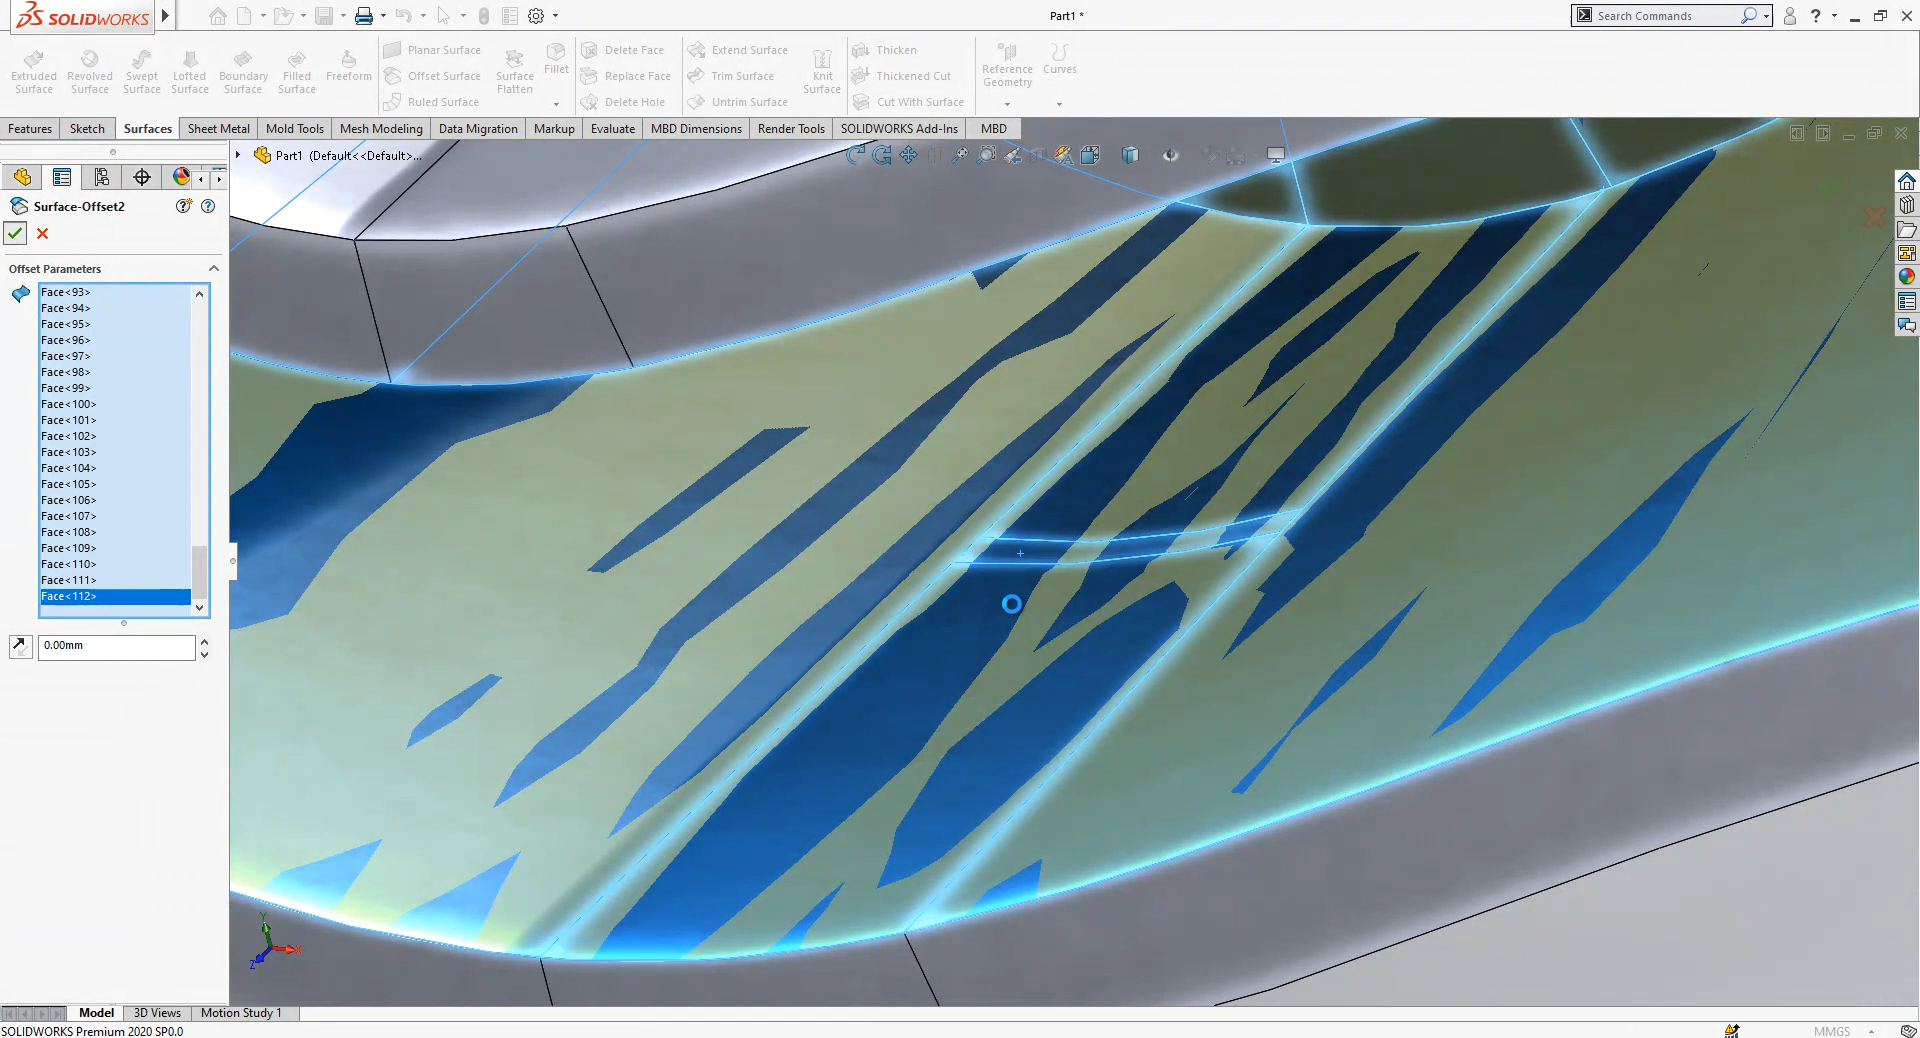 SOLIDWORKS
Part1 *
Search Commands
Extruded Surface
Revolved Surface
Swept Surface
Lofted Surface
Boundary Surface
Filled Surface
Freeform
Planar Surface
Offset Surface
Ruled Surface
Surface Flatten
Fillet
Delete Face
Replace Face
Delete Hole
Extend Surface
Trim Surface
Untrim Surface
Knit Surface
Thicken
Thickened Cut
Cut With Surface
Reference Geometry
Curves
Features
Sketch
Surfaces
Sheet Metal
Mold Tools
Mesh Modeling
Data Migration
Markup
Evaluate
MBD Dimensions
Render Tools
SOLIDWORKS Add-Ins
MBD
Part1 (Default<<Default>...
Surface-Offset2
Offset Parameters
Face<93>
Face<94>
Face<95>
Face<96>
Face<97>
Face<98>
Face<99>
Face<100>
Face<101>
Face<102>
Face<103>
Face<104>
Face<105>
Face<106>
Face<107>
Face<108>
Face<109>
Face<110>
Face<111>
Face<112>
0.00mm
Y
X
Z
Model
3D Views
Motion Study 1
SOLIDWORKS Premium 2020 SP0.0
MMGS